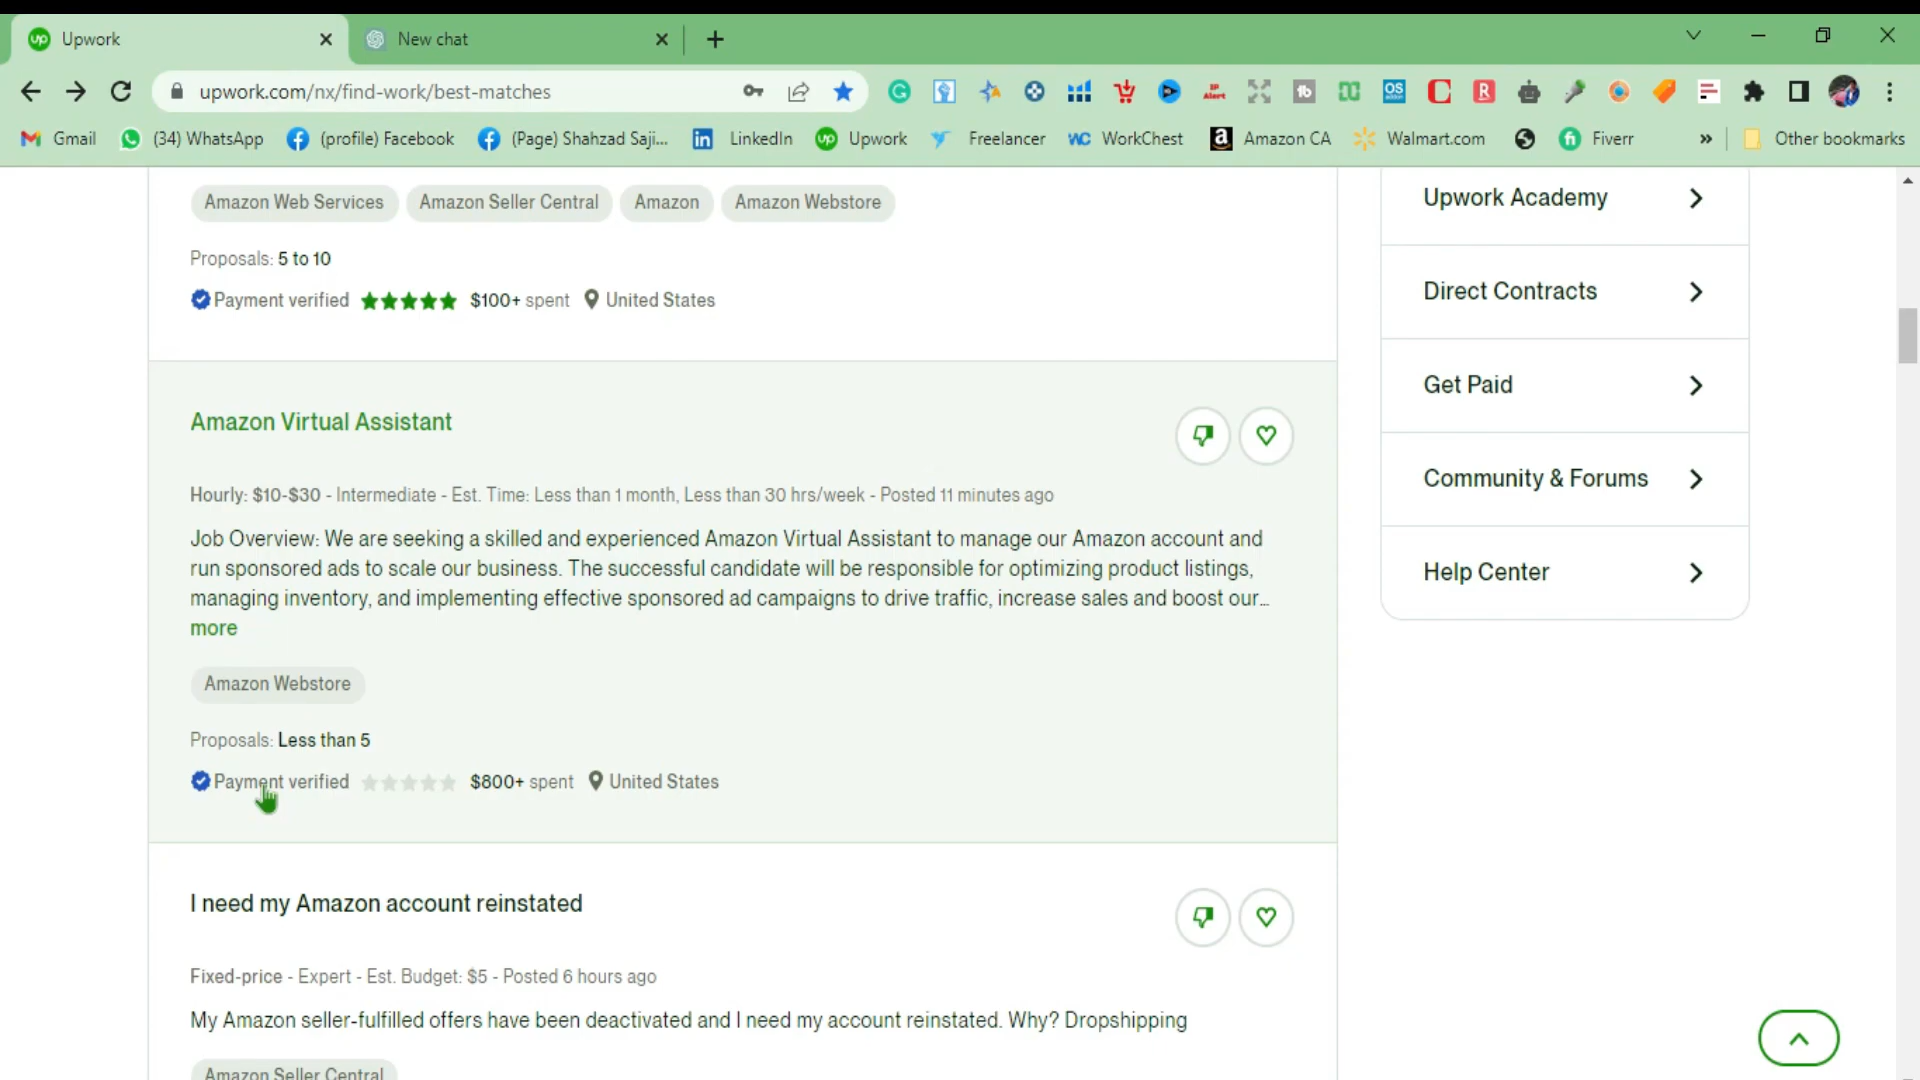 Upwork
New chat
upwork.com/nx/find-work/best-matches
IP Alert
fb
OS
C
R
Gmail
(34) WhatsApp
(profile) Facebook
(Page) Shahzad Saji...
LinkedIn
Upwork
Freelancer
WorkChest
Amazon CA
Walmart.com
Fiverr
Other bookmarks
Amazon Web Services
Amazon Seller Central
Amazon
Amazon Webstore
Proposals: 5 to 10
Payment verified $100+ spent United States
Amazon Virtual Assistant
Hourly: $10-$30 - Intermediate - Est. Time: Less than 1 month, Less than 30 hrs/week - Posted 11 minutes ago
Job Overview: We are seeking a skilled and experienced Amazon Virtual Assistant to manage our Amazon account and
run sponsored ads to scale our business. The successful candidate will be responsible for optimizing product listings,
managing inventory, and implementing effective sponsored ad campaigns to drive traffic, increase sales and boost our...
more
Amazon Webstore
Proposals: Less than 5
Payment verified $800+ spent United States
I need my Amazon account reinstated
Fixed-price - Expert - Est. Budget: $5 - Posted 6 hours ago
My Amazon seller-fulfilled offers have been deactivated and I need my account reinstated. Why? Dropshipping
Amazon Seller Central
Upwork Academy
Direct Contracts
Get Paid
Community & Forums
Help Center